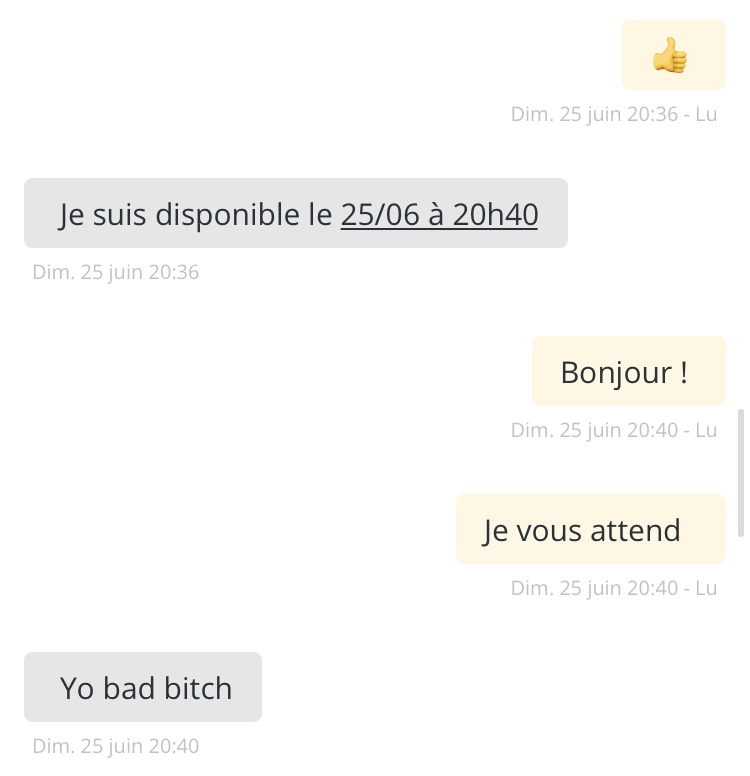 👍
Dim. 25 juin 20:36 - Lu
Je suis disponible le 25/06 à 20h40
Dim. 25 juin 20:36
Bonjour !
Dim. 25 juin 20:40 - Lu
Je vous attend
Dim. 25 juin 20:40 - Lu
Yo bad bitch
Dim. 25 juin 20:40